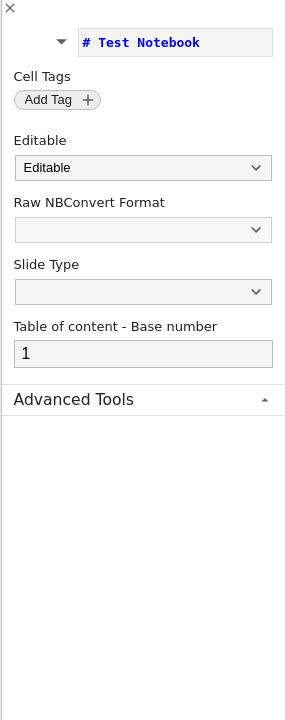 # Test Notebook
Cell Tags
Add Tag
Editable
Editable
Raw NBConvert Format
Slide Type
Table of content - Base number
1
Advanced Tools